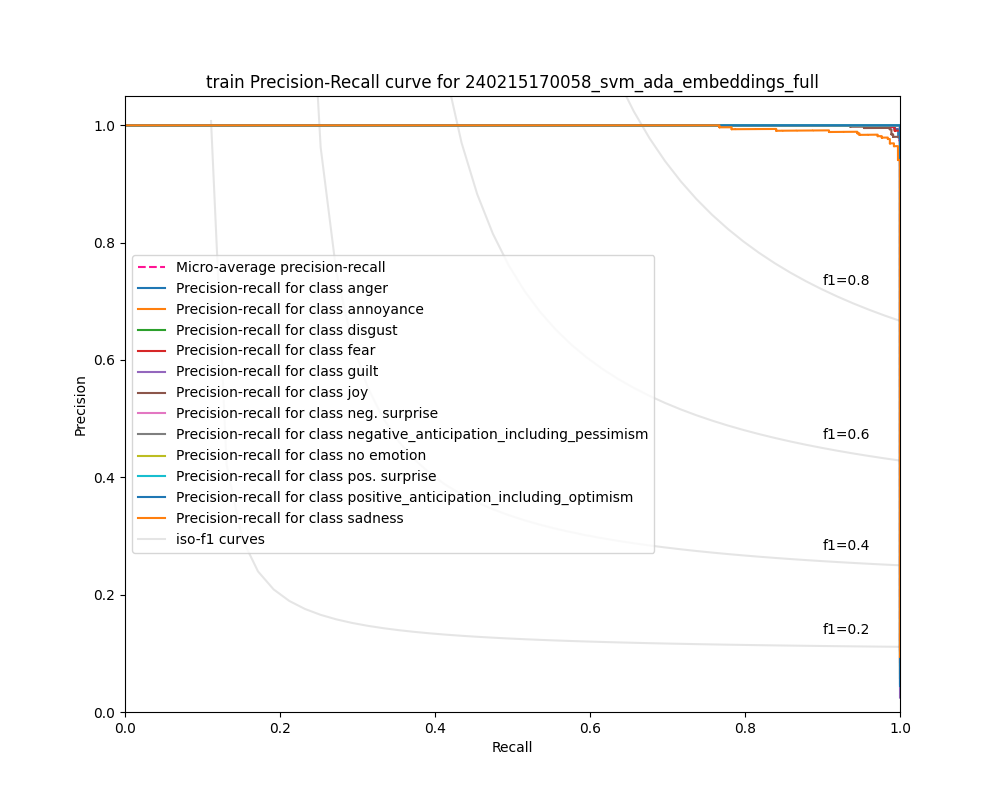 train Precision-Recall curve for 240215170058_svm_ada_embeddings_full
1.0
0.8
0.6
0.4
0.2
0.0
Precision
f1=0.8
f1=0.6
f1=0.4
f1=0.2
Micro-average precision-recall
Precision-recall for class anger
Precision-recall for class annoyance
Precision-recall for class disgust
Precision-recall for class fear
Precision-recall for class guilt
Precision-recall for class joy
Precision-recall for class neg. surprise
Precision-recall for class negative_anticipation_including_pessimism
Precision-recall for class no emotion
Precision-recall for class pos. surprise
Precision-recall for class positive_anticipation_including_optimism
Precision-recall for class sadness
iso-f1 curves
0.0 0.2 0.4 0.6 0.8 1.0
Recall